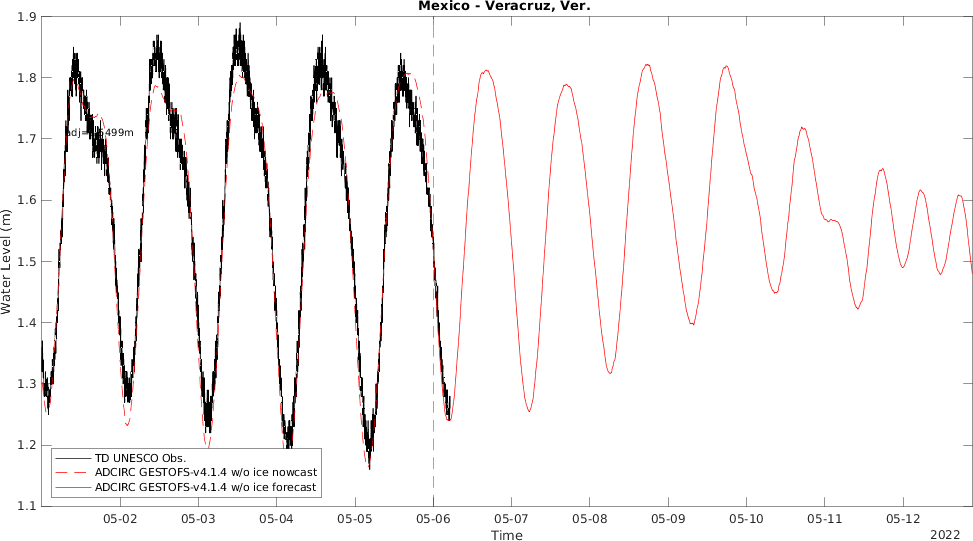 Mexico - Veracruz, Ver.
Water Level (m)
1.9
1.8
1.7
1.6
1.5
1.4
1.3
1.2
1.1
TD UNESCO Obs.
ADCIRC GESTOFS-v4.1.4 w/o ice nowcast
ADCIRC GESTOFS-v4.1.4 w/o ice forecast
05-02 05-03 05-04 05-05 05-06 05-07 05-08 05-09 05-10 05-11 05-12
Time
2022